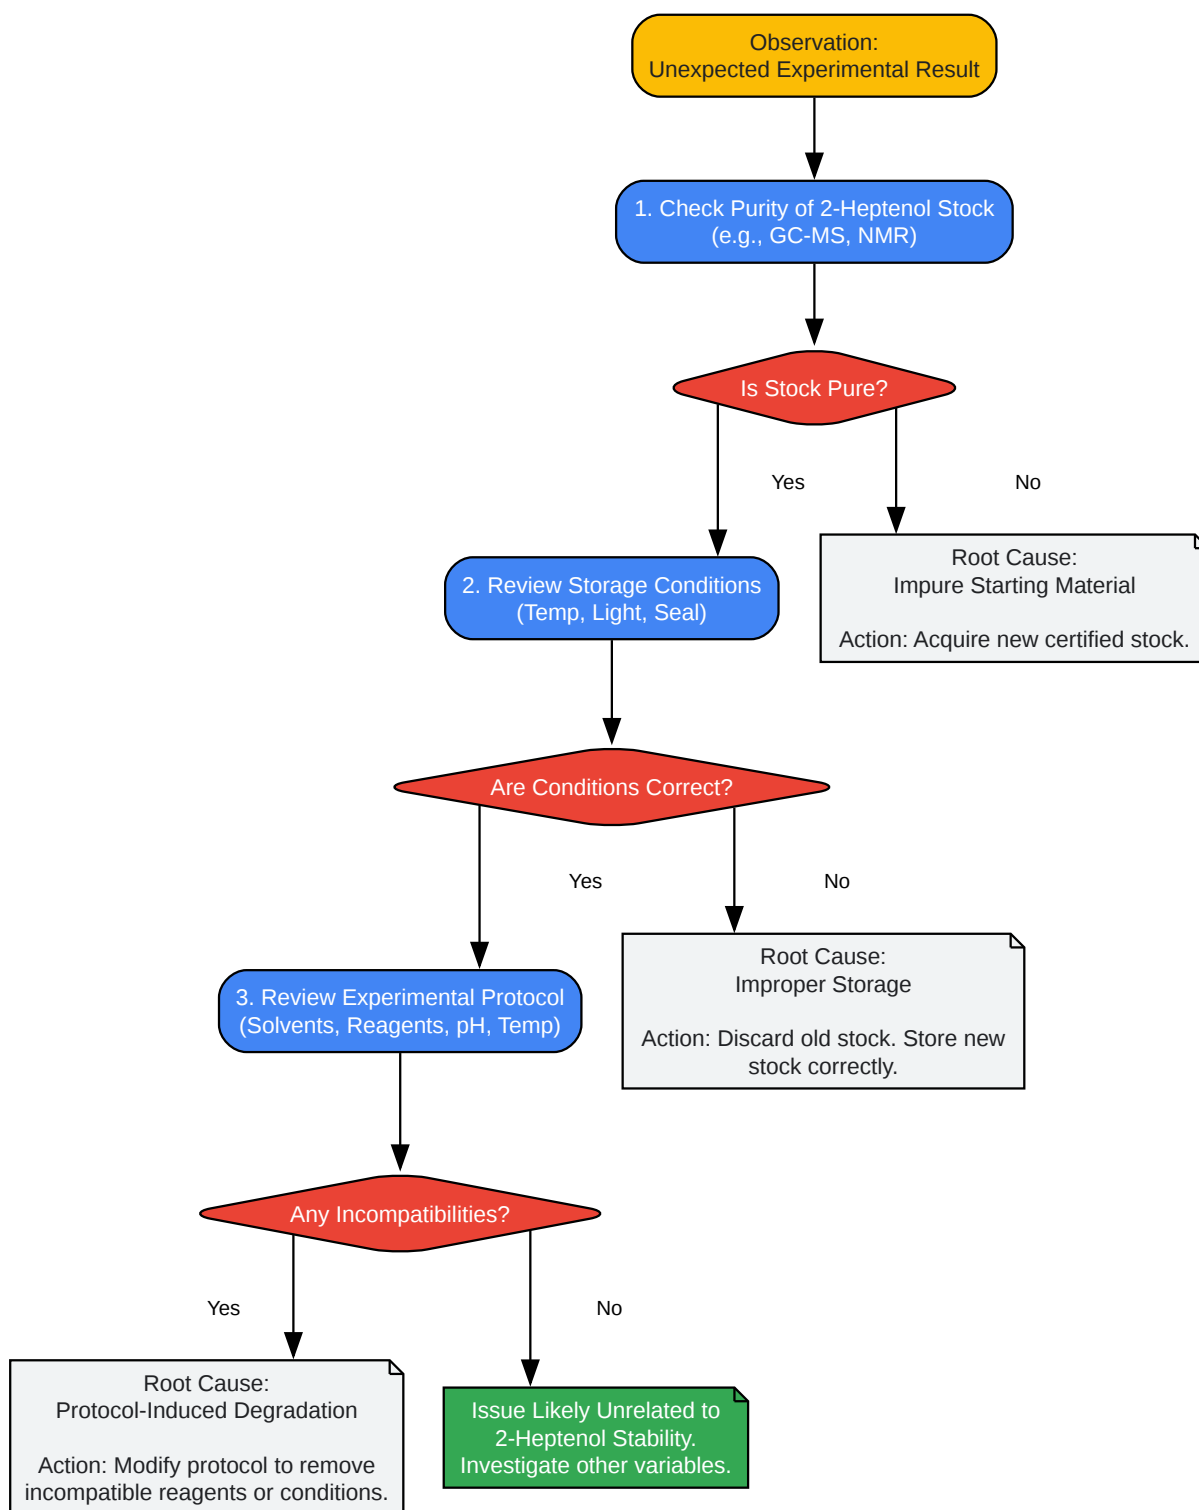 Observation:
Unexpected Experimental Result
1. Check Purity of 2-Heptenol Stock
(e.g., GC-MS, NMR)
Is Stock Pure?
Yes
No
Root Cause:
Impure Starting Material
Action: Acquire new certified stock.
2. Review Storage Conditions
(Temp, Light, Seal)
Are Conditions Correct?
Yes
No
Root Cause:
Improper Storage
Action: Discard old stock. Store new
stock correctly.
3. Review Experimental Protocol
(Solvents, Reagents, pH, Temp)
Any Incompatibilities?
Yes
No
Root Cause:
Protocol-Induced Degradation
Action: Modify protocol to remove
incompatible reagents or conditions.
Issue Likely Unrelated to
2-Heptenol Stability.
Investigate other variables.